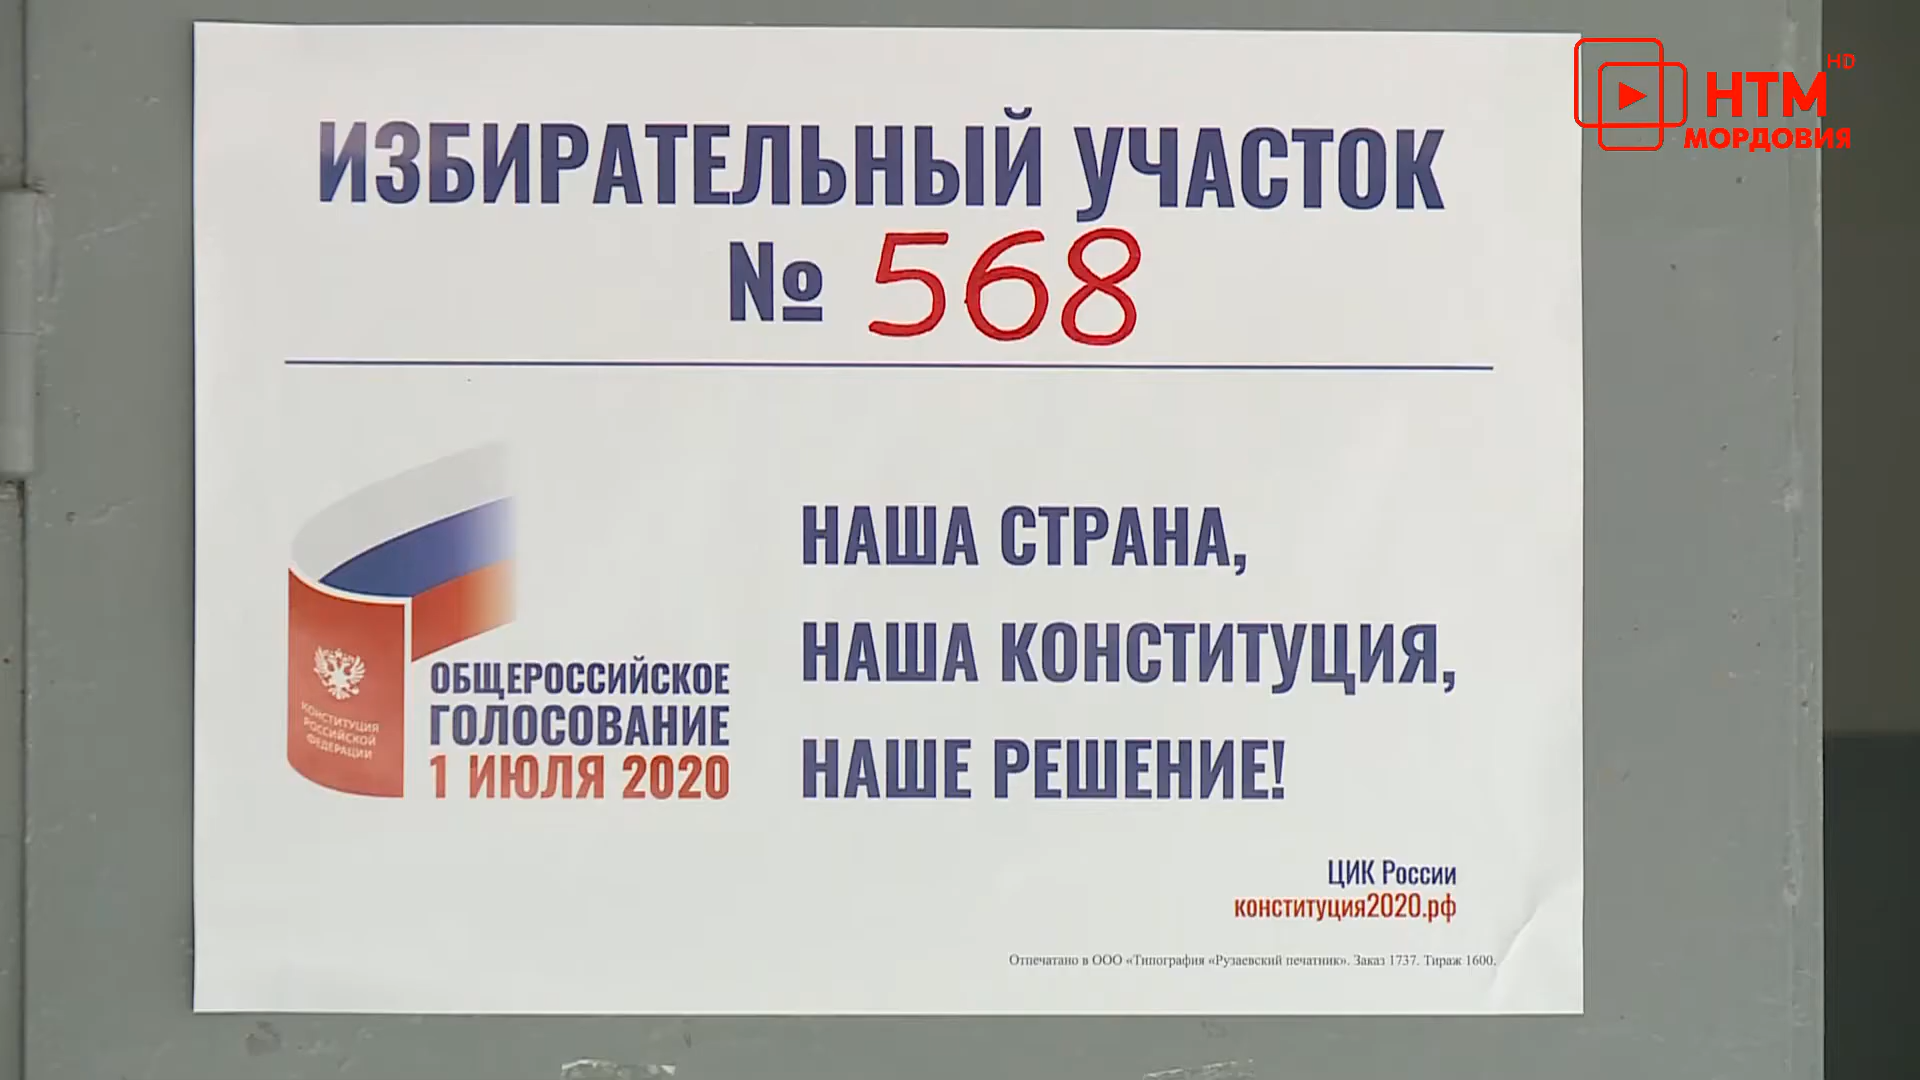 ИЗБИРАТЕЛЬНЫЙ УЧАСТОК
№ 568
НАША СТРАНА,
НАША КОНСТИТУЦИЯ,
НАШЕ РЕШЕНИЕ!
КОНСТИТУЦИЯ
РОССИЙСКОЙ
ФЕДЕРАЦИИ
ОБЩЕРОССИЙСКОЕ
ГОЛОСОВАНИЕ
1 ИЮЛЯ 2020
ЦИК России
конституция2020.рф
Отпечатано в ООО «Типография «Рузаевский печатник». Заказ 1737. Тираж 1600.
НТМ HD
МОРДОВИЯ